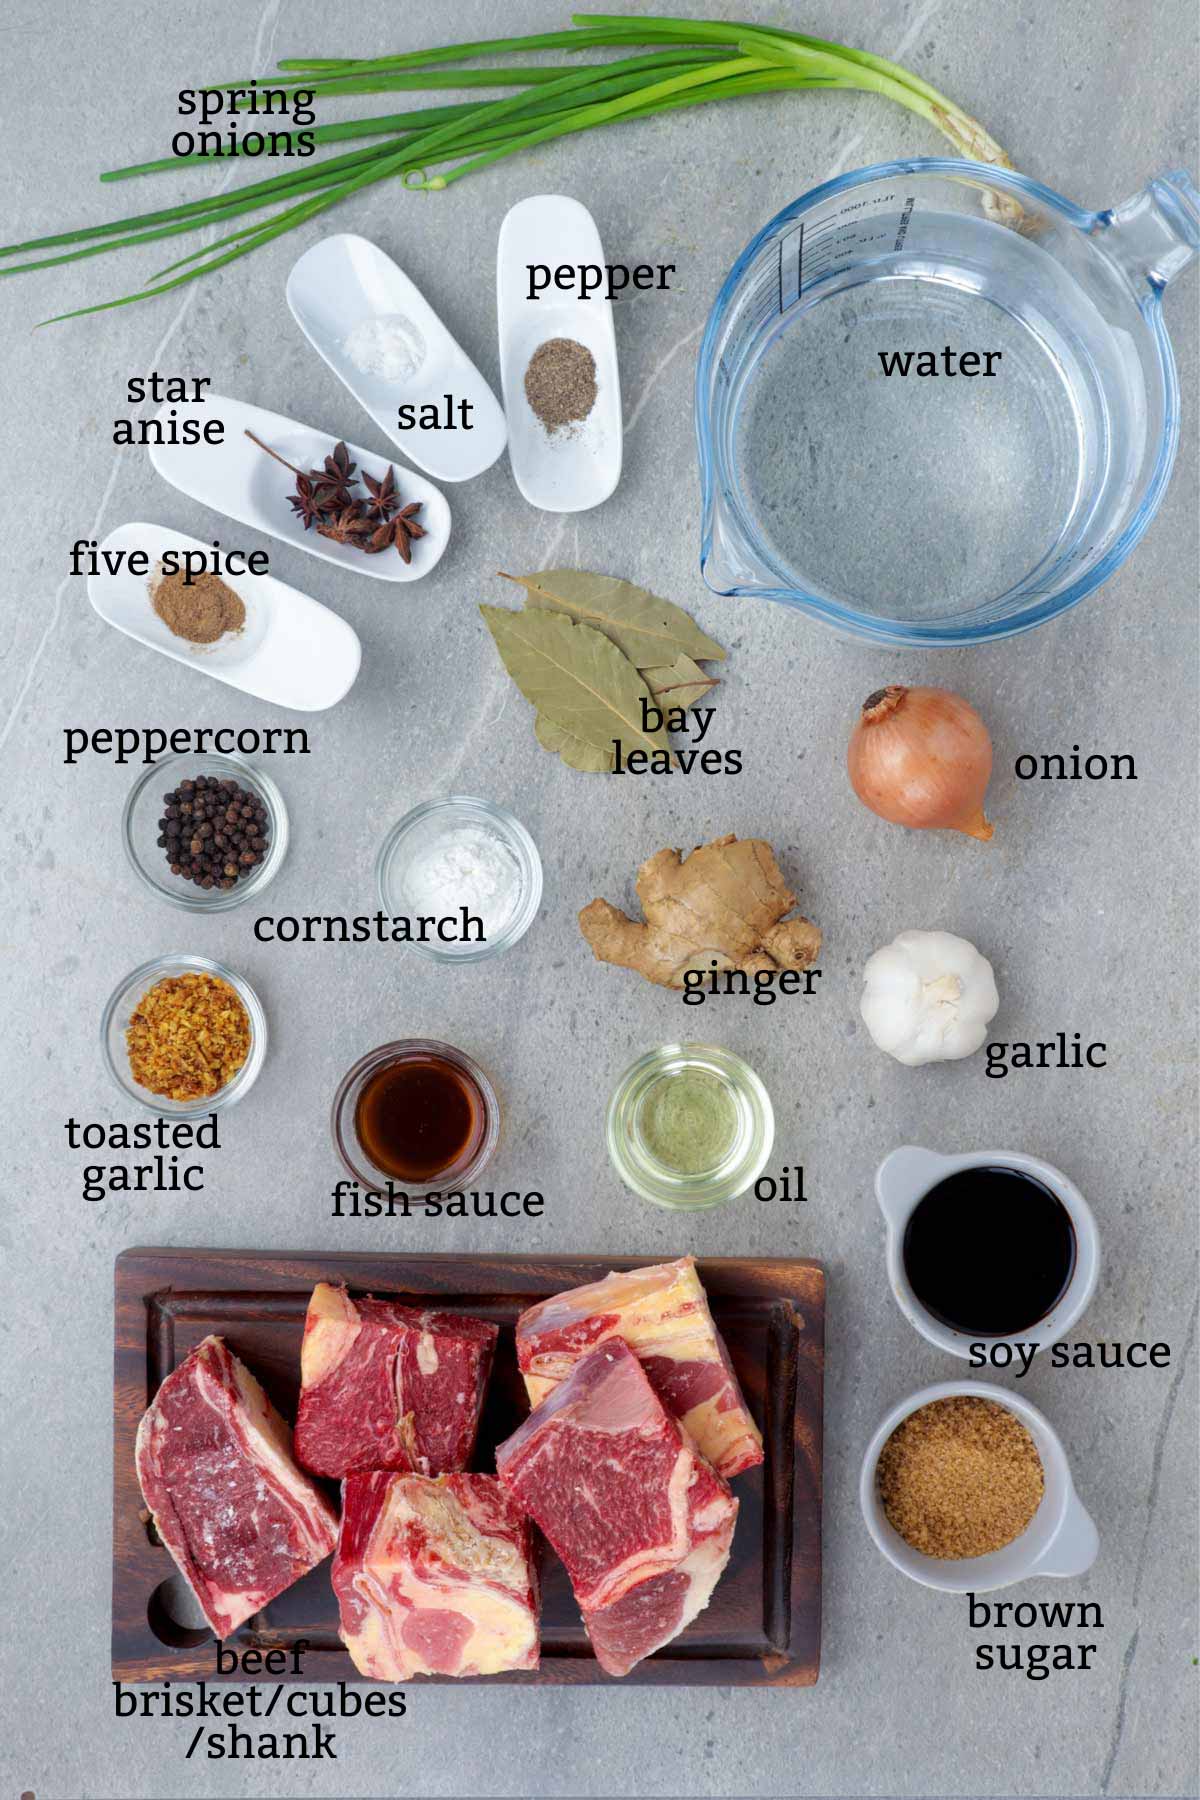 spring
onions
pepper
water
star
anise
salt
five spice
bay
leaves
peppercorn
onion
cornstarch
ginger
garlic
toasted
garlic
fish sauce
oil
soy sauce
brown
sugar
beef
brisket/cubes
/shank